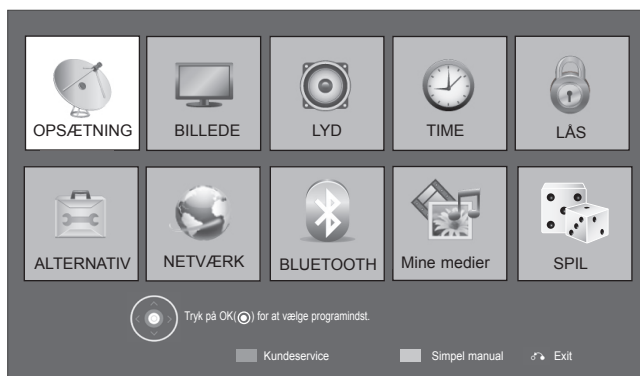 OPSÆTNING BILLEDE LYD TIME LÅS
ALTERNATIV NETVÆRK BLUETOOTH Mine medier SPIL
Tryk på OK(◉) for at vælge programindst.
Kundeservice Simpel manual Exit